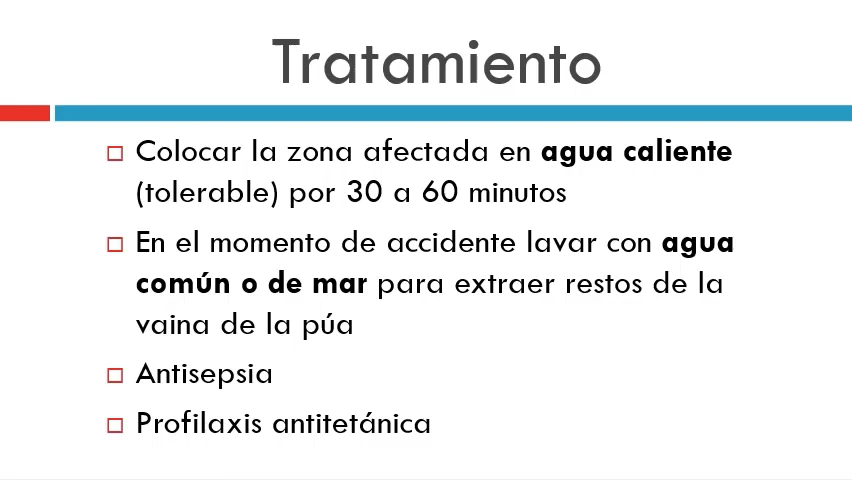 Tratamiento
Colocar la zona afectada en agua caliente
(tolerable) por 30 a 60 minutos
En el momento de accidente lavar con agua
común o de mar para extraer restos de la
vaina de la púa
Antisepsia
Profilaxis antitetánica